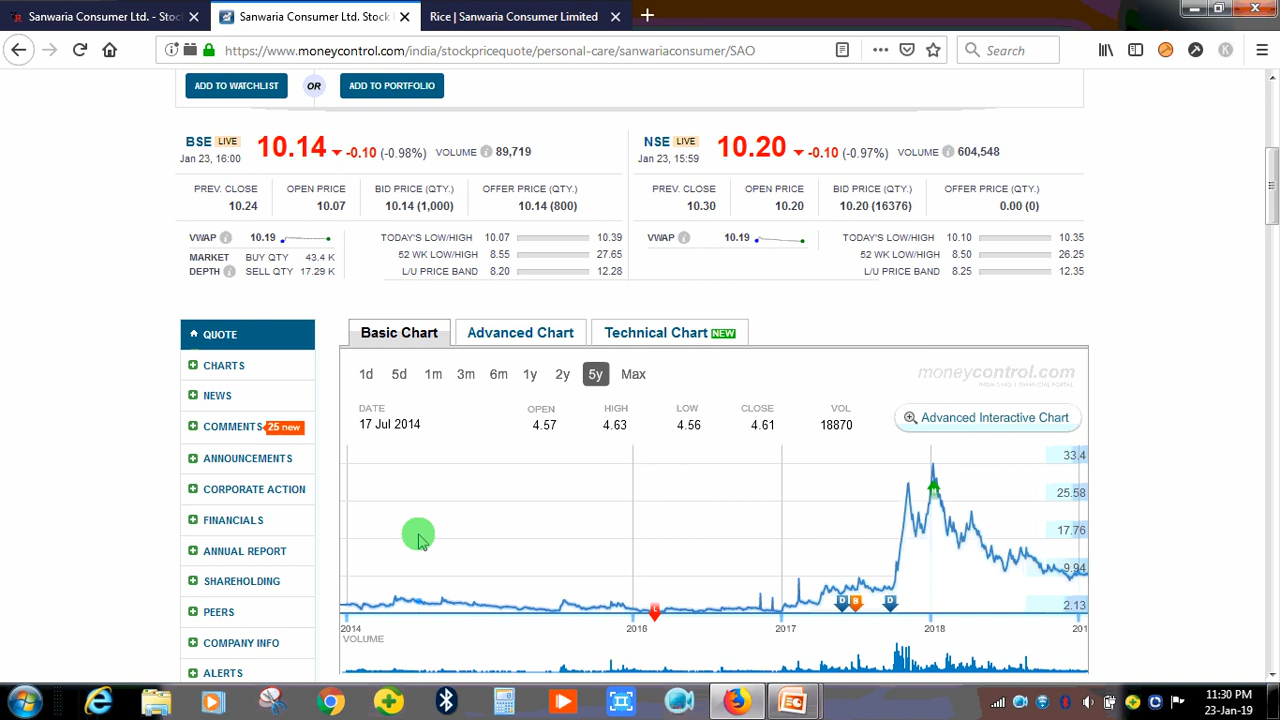 Sanwaria Consumer Ltd. - Stock
Sanwaria Consumer Ltd. Stock
Rice | Sanwaria Consumer Limited
https://www.moneycontrol.com/india/stockpricequote/personal-care/sanwariaconsumer/SAO
Search
ADD TO WATCHLIST
OR
ADD TO PORTFOLIO
BSE LIVE
Jan 23, 16:00
10.14 -0.10 (-0.98%)
VOLUME 89,719
PREV. CLOSE OPEN PRICE BID PRICE (QTY.) OFFER PRICE (QTY.)
10.24 10.07 10.14 (1,000) 10.14 (800)
VWAP 10.19
MARKET DEPTH
BUY QTY 43.4 K
SELL QTY 17.29 K
TODAY'S LOW/HIGH 10.07 10.39
52 WK LOW/HIGH 8.55 27.65
L/U PRICE BAND 8.20 12.28
NSE LIVE
Jan 23, 15:59
10.20 -0.10 (-0.97%)
VOLUME 604,548
PREV. CLOSE OPEN PRICE BID PRICE (QTY.) OFFER PRICE (QTY.)
10.30 10.20 10.20 (16376) 0.00 (0)
VWAP 10.19
TODAY'S LOW/HIGH 10.10 10.35
52 WK LOW/HIGH 8.50 26.25
L/U PRICE BAND 8.25 12.35
QUOTE
CHARTS
NEWS
COMMENTS 25 new
ANNOUNCEMENTS
CORPORATE ACTION
FINANCIALS
ANNUAL REPORT
SHAREHOLDING
PEERS
COMPANY INFO
ALERTS
Basic Chart
Advanced Chart
Technical Chart NEW
1d 5d 1m 3m 6m 1y 2y 5y Max
moneycontrol.com
INDIA'S NO.1 FINANCIAL PORTAL
DATE OPEN HIGH LOW CLOSE VOL
17 Jul 2014 4.57 4.63 4.56 4.61 18870
Advanced Interactive Chart
33.4
25.58
17.76
9.94
2.13
D B D
2014 2016 2017 2018 201
VOLUME
11:30 PM
23-Jan-19